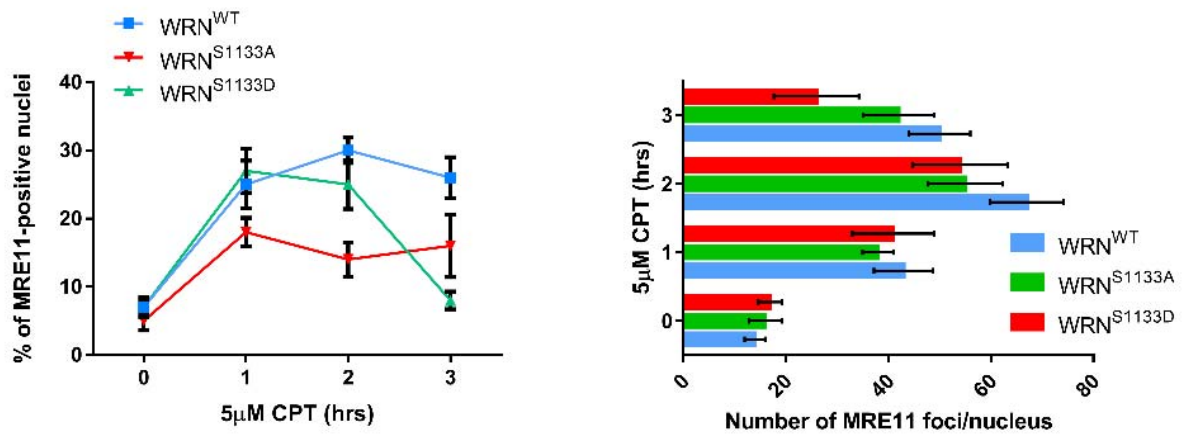 WRN^WT
WRN^S1133A
WRN^S1133D
% of MRE11-positive nuclei
40
30
20
10
0
0 1 2 3
5μM CPT (hrs)
5μM CPT (hrs)
3
2
1
0
0 20 40 60 80
Number of MRE11 foci/nucleus
WRN^WT
WRN^S1133A
WRN^S1133D